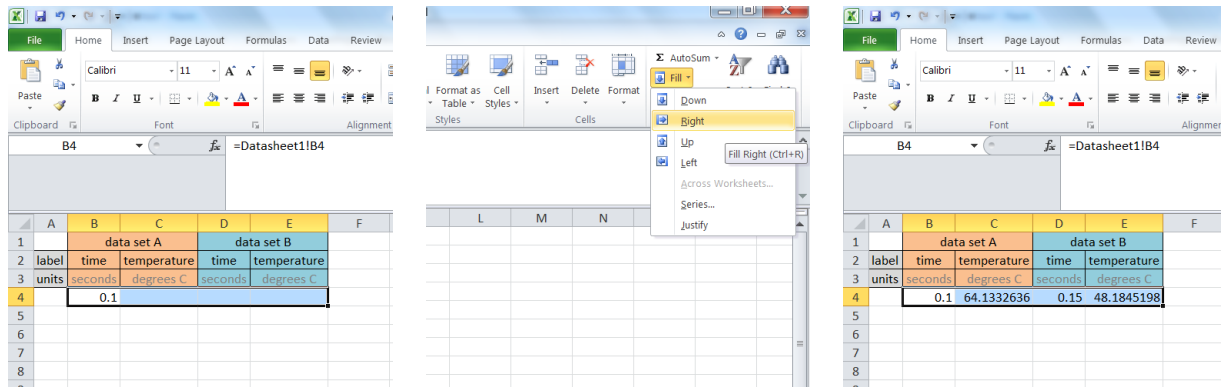 File Home Insert Page Layout Formulas Data Review
Calibri 11 A A
Paste B I U A
Clipboard Font Alignment
B4 fx =Datasheet1!B4
A B C D E F
1 data set A data set B
2 label time temperature time temperature
3 units seconds degrees C seconds degrees C
4 0.1
5
6
7
8
Σ AutoSum
Fill
Format as Cell Insert Delete Format
Table Styles
Styles Cells
Down
Right
Up
Left
Fill Right (Ctrl+R)
Across Worksheets...
Series...
Justify
L M N
File Home Insert Page Layout Formulas Data Review
Calibri 11 A A
Paste B I U A
Clipboard Font Alignmen
B4 fx =Datasheet1!B4
A B C D E F
1 data set A data set B
2 label time temperature time temperature
3 units seconds degrees C seconds degrees C
4 0.1 64.1332636 0.15 48.1845198
5
6
7
8